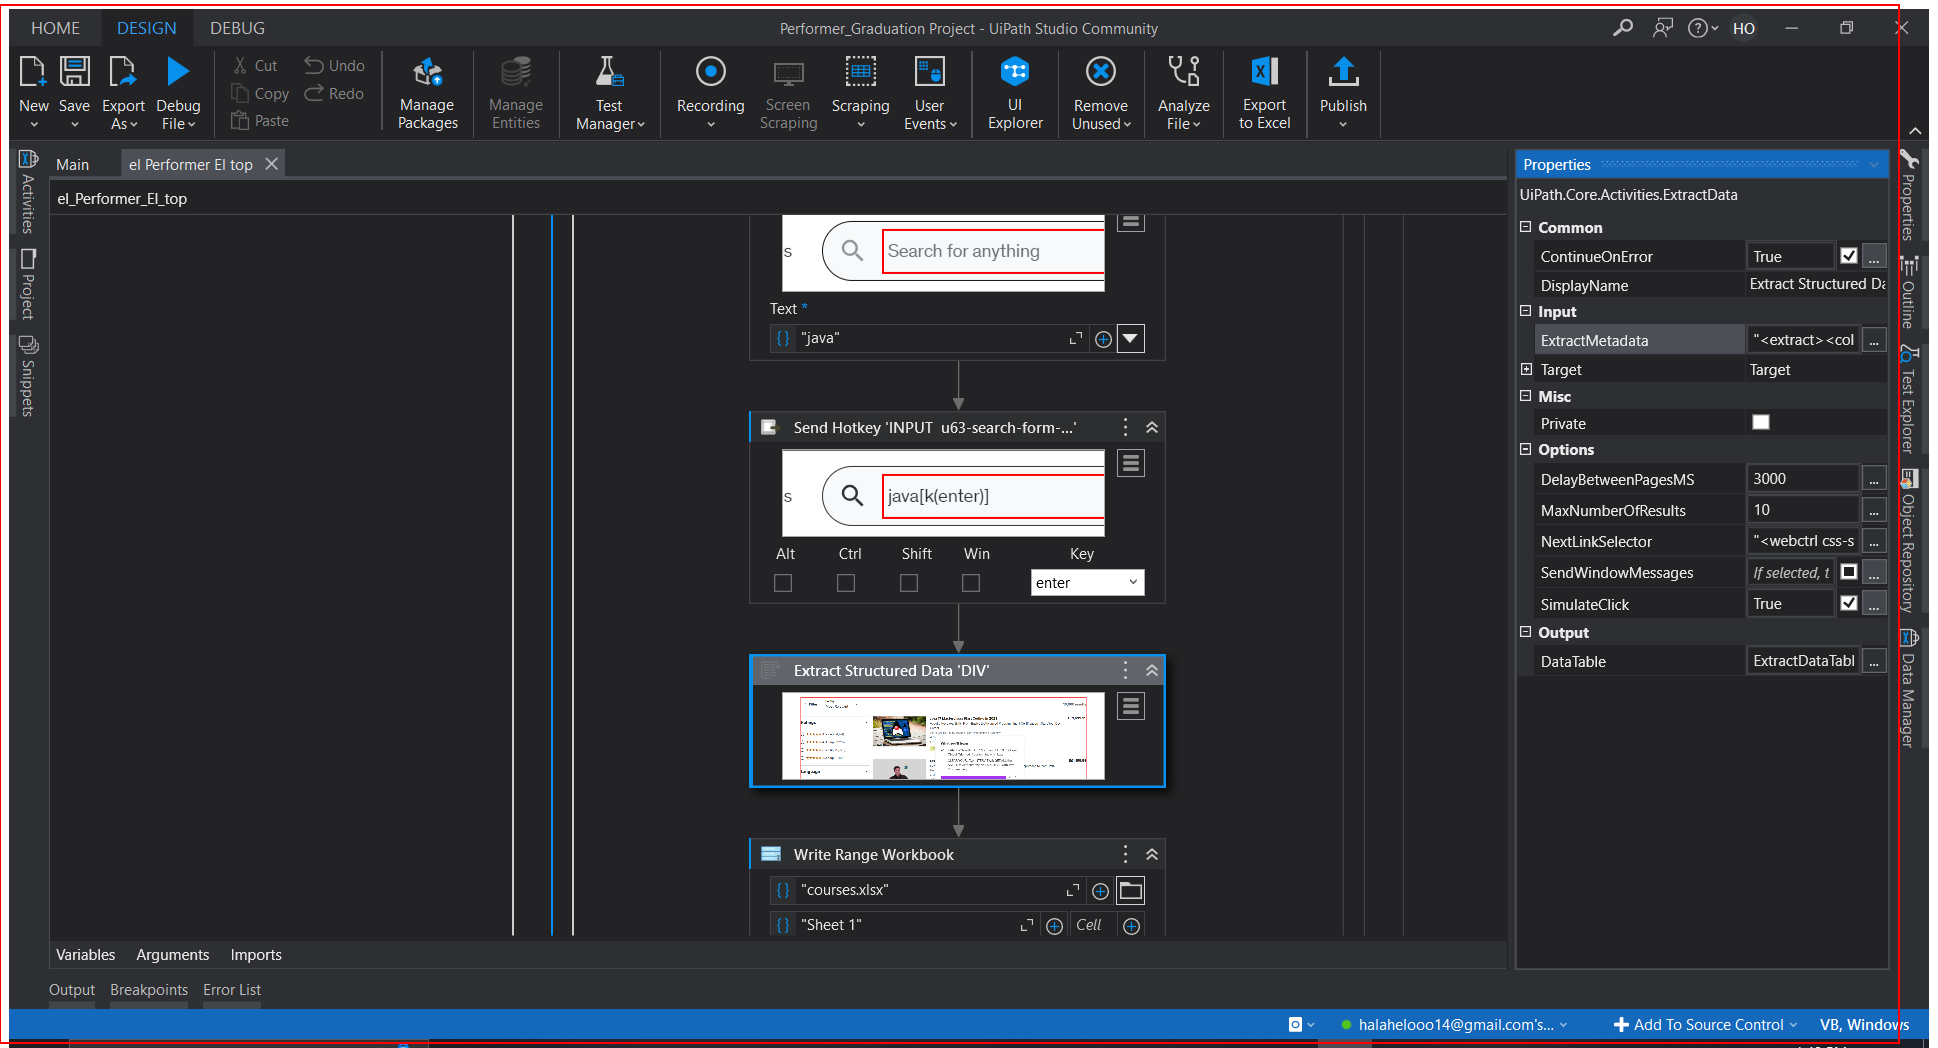 HOME DESIGN DEBUG Performer_Graduation Project - UiPath Studio Community HO
New Save Export As Debug File
Cut Copy Paste
Undo Redo
Manage Packages
Manage Entities
Test Manager
Recording
Screen Scraping
Scraping
User Events
UI Explorer
Remove Unused
Analyze File
Export to Excel
Publish
Activities
Project
Snippets
Main el Performer El top
el_Performer_El_top
s Search for anything
Text *
"java"
Send Hotkey 'INPUT u63-search-form-...'
s java[k(enter)]
Alt Ctrl Shift Win Key
enter
Extract Structured Data 'DIV'
Write Range Workbook
"courses.xlsx"
"Sheet 1" Cell
Variables Arguments Imports
Output Breakpoints Error List
Properties
UiPath.Core.Activities.ExtractData
Common
ContinueOnError True ...
DisplayName Extract Structured Da
Input
ExtractMetadata "<extract><col ...
Target Target
Misc
Private
Options
DelayBetweenPagesMS 3000 ...
MaxNumberOfResults 10 ...
NextLinkSelector "<webctrl css-s ...
SendWindowMessages If selected, t ...
SimulateClick True ...
Output
DataTable ExtractDataTabl ...
Properties
Outline
Test Explorer
Object Repository
Data Manager
halahelooo14@gmail.com's... Add To Source Control VB, Windows